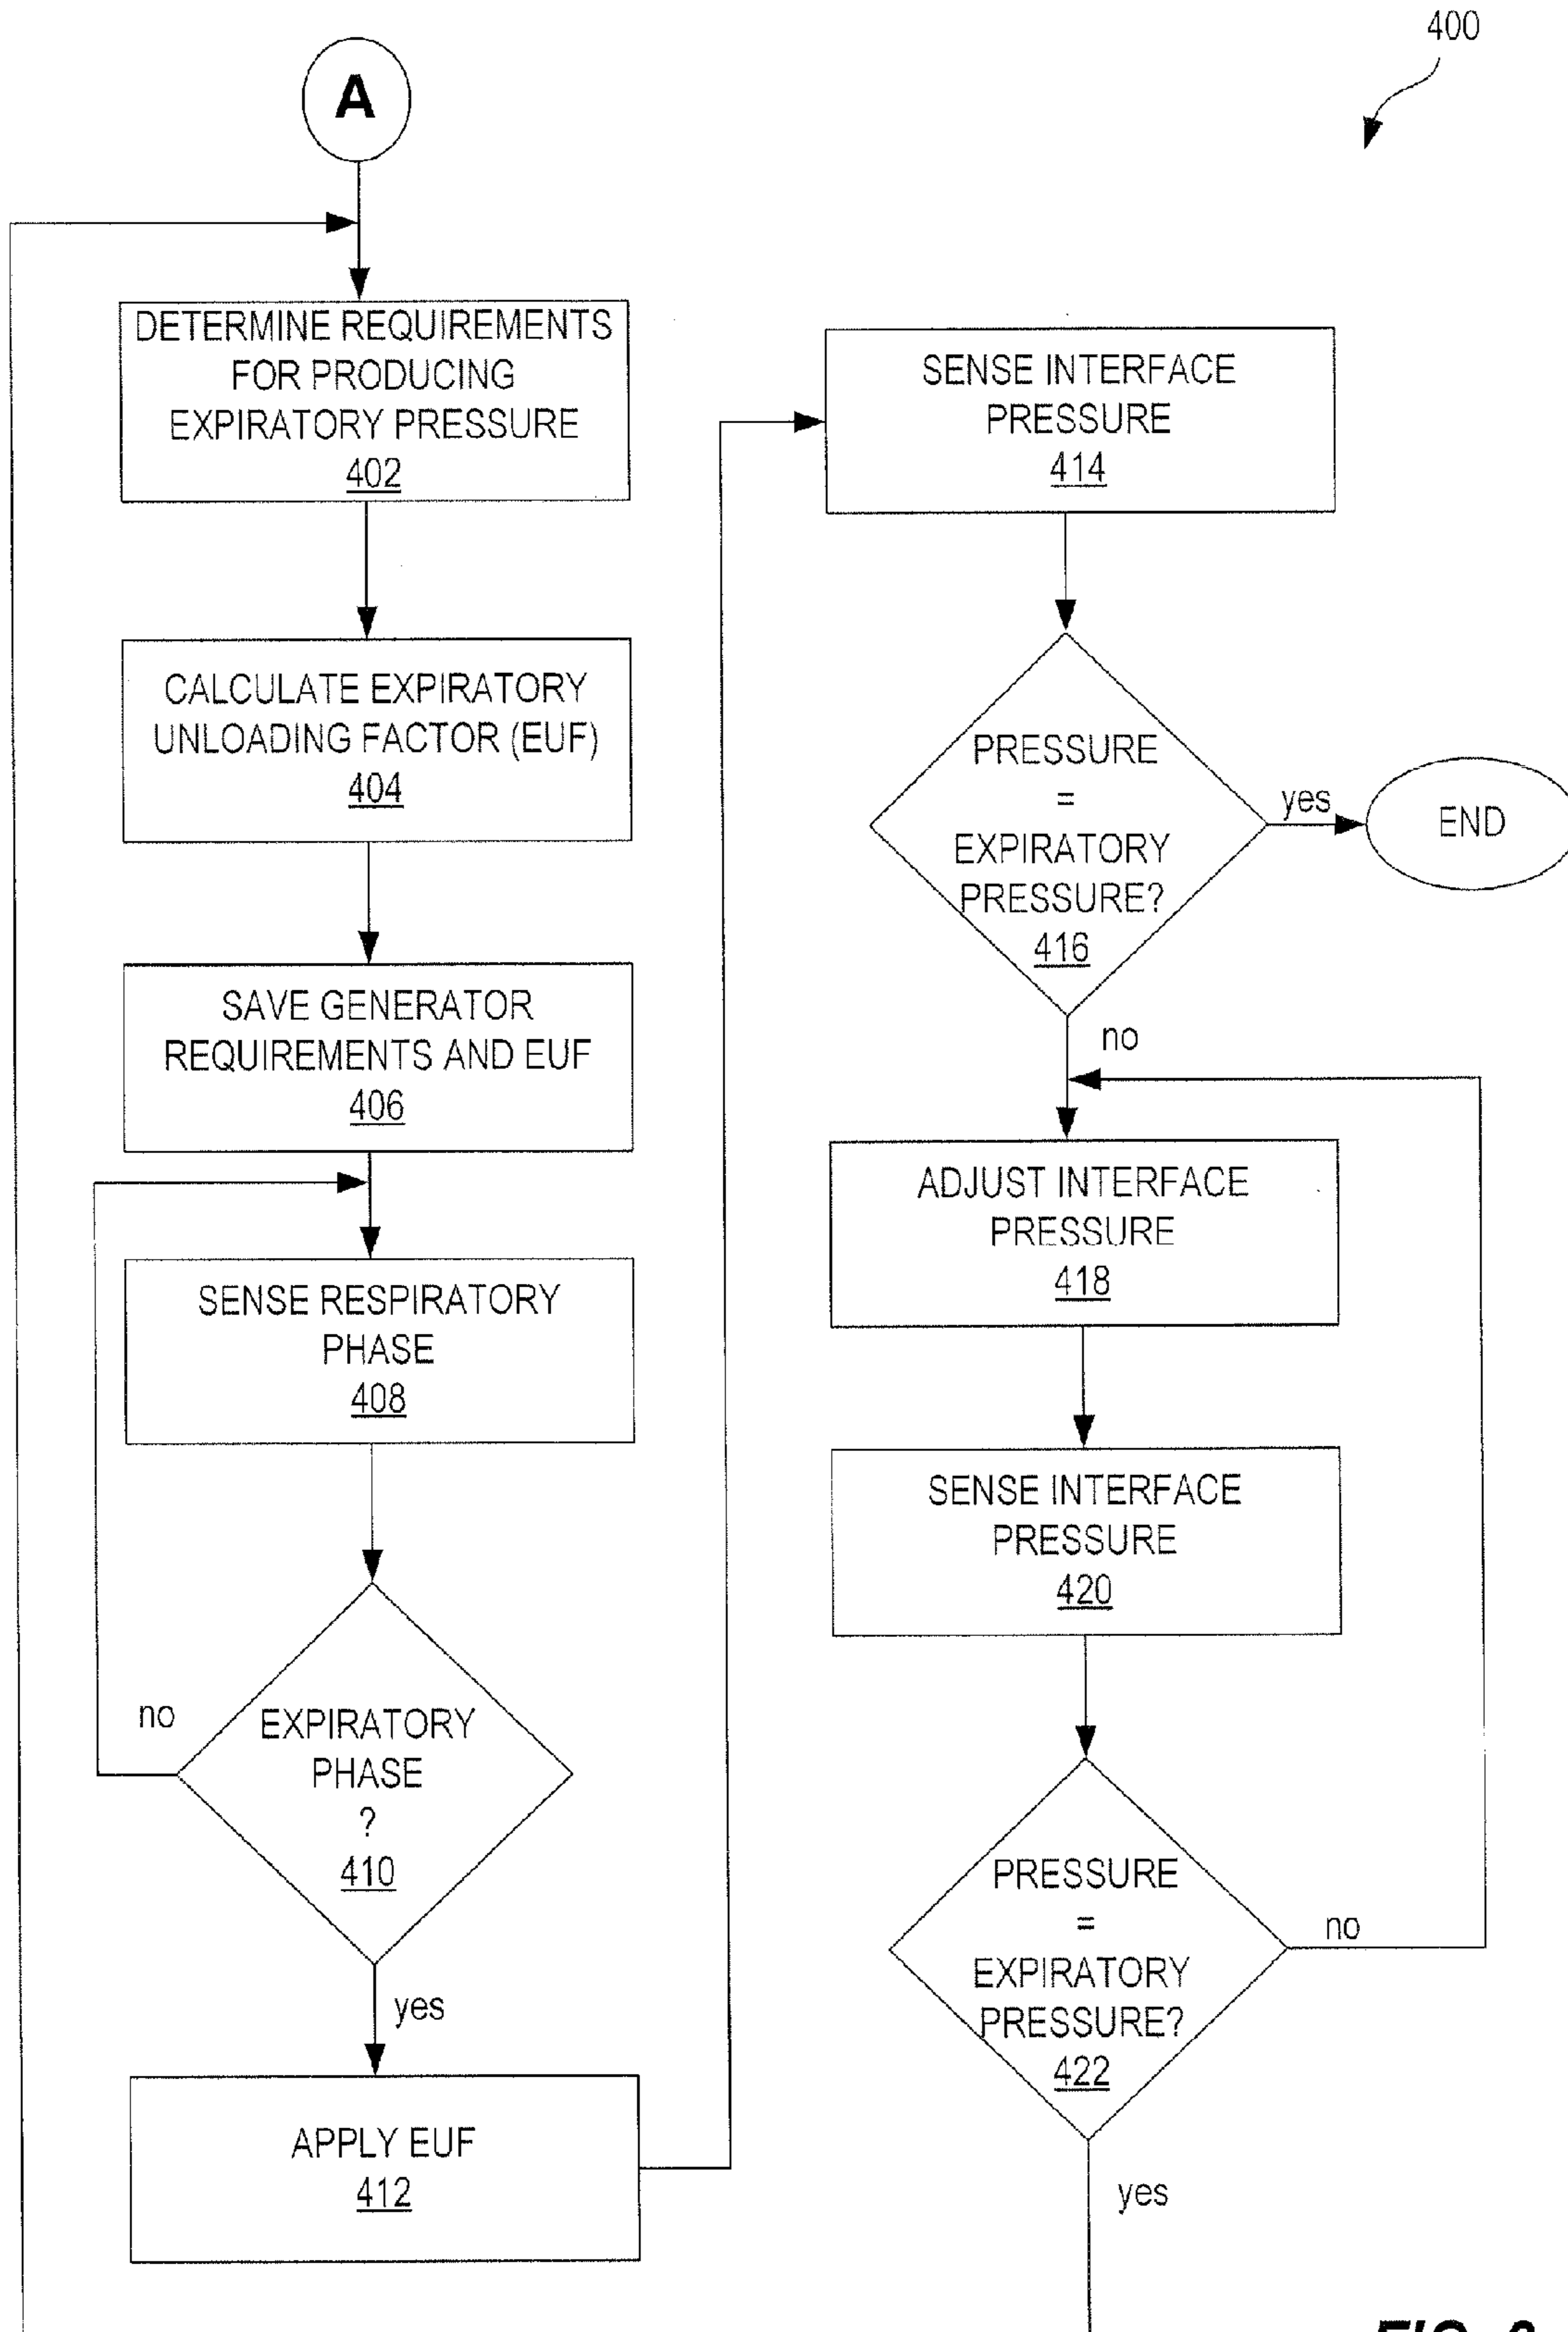 400
A
DETERMINE REQUIREMENTS
FOR PRODUCING
EXPIRATORY PRESSURE
402
CALCULATE EXPIRATORY
UNLOADING FACTOR (EUF)
404
SAVE GENERATOR
REQUIREMENTS AND EUF
406
SENSE RESPIRATORY
PHASE
408
no
EXPIRATORY
PHASE
?
410
yes
APPLY EUF
412
SENSE INTERFACE
PRESSURE
414
PRESSURE
=
EXPIRATORY
PRESSURE?
416
yes
END
no
ADJUST INTERFACE
PRESSURE
418
SENSE INTERFACE
PRESSURE
420
PRESSURE
=
EXPIRATORY
PRESSURE?
422
no
yes